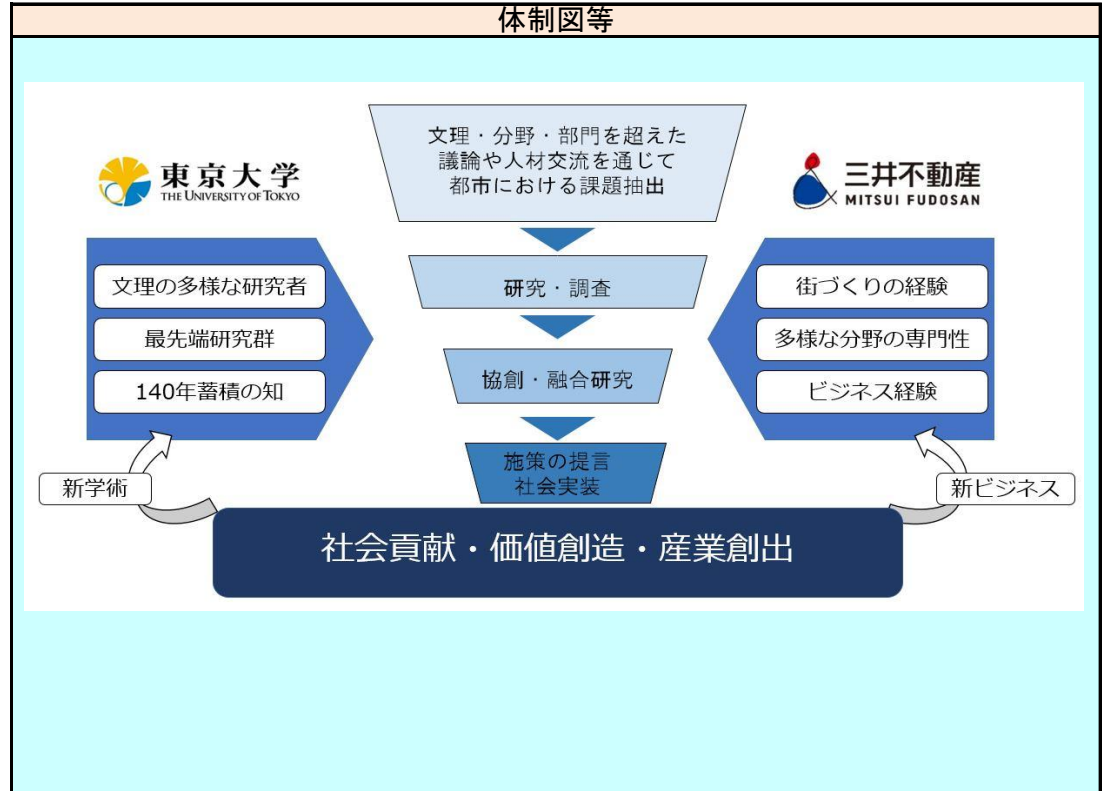 体制図等
東京大学
THE UNIVERSITY OF TOKYO
文理・分野・部門を超えた
議論や人材交流を通じて
都市における課題抽出
三井不動産
MITSUI FUDOSAN
文理の多様な研究者
最先端研究群
140年蓄積の知
研究・調査
協創・融合研究
施策の提言
社会実装
街づくりの経験
多様な分野の専門性
ビジネス経験
新学術
新ビジネス
社会貢献・価値創造・産業創出